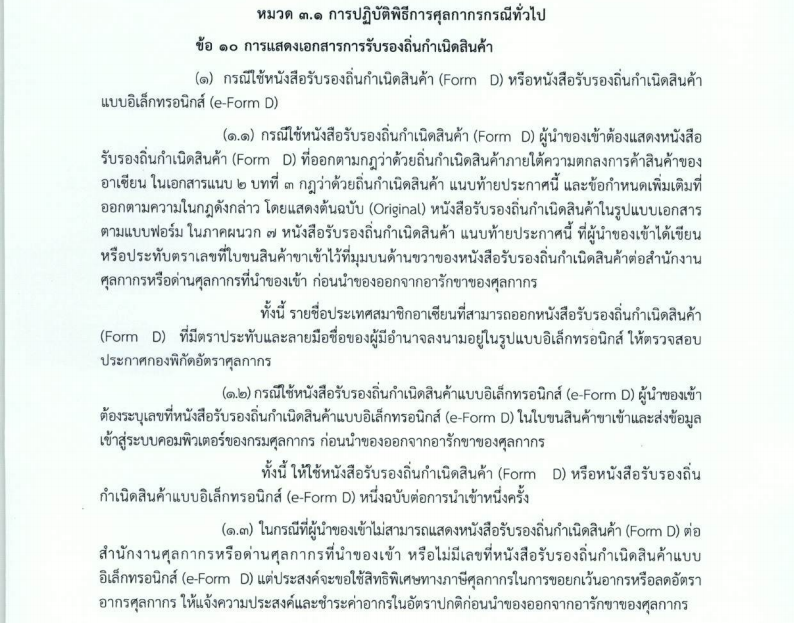 หมวด ๓.๑ การปฏิบัติพิธีการศุลกากรกรณีทั่วไป
ข้อ ๑๐ การแสดงเอกสารการรับรองถิ่นกำเนิดสินค้า
(๑) กรณีใช้หนังสือรับรองถิ่นกำเนิดสินค้า (Form D) หรือหนังสือรับรองถิ่นกำเนิดสินค้า
แบบอิเล็กทรอนิกส์ (e-Form D)
(๑.๑) กรณีใช้หนังสือรับรองถิ่นกำเนิดสินค้า (Form D) ผู้นำของเข้าต้องแสดงหนังสือ
รับรองถิ่นกำเนิดสินค้า (Form D) ที่ออกตามกฎว่าด้วยถิ่นกำเนิดสินค้าภายใต้ความตกลงการค้าสินค้าของ
อาเซียน ในเอกสารแนบ ๒ บทที่ ๓ กฎว่าด้วยถิ่นกำเนิดสินค้า แนบท้ายประกาศนี้ และข้อกำหนดเพิ่มเติมที่
ออกตามความในกฎดังกล่าว โดยแสดงต้นฉบับ (Original) หนังสือรับรองถิ่นกำเนิดสินค้าในรูปแบบเอกสาร
ตามแบบฟอร์ม ในภาคผนวก ๗ หนังสือรับรองถิ่นกำเนิดสินค้า แนบท้ายประกาศนี้ ที่ผู้นำของเข้าได้เขียน
หรือประทับตราเลขที่ใบขนสินค้าขาเข้าไว้ที่มุมบนด้านขวาของหนังสือรับรองถิ่นกำเนิดสินค้าต่อสำนักงาน
ศุลกากรหรือด่านศุลกากรที่นำของเข้า ก่อนนำของออกจากอารักขาของศุลกากร
ทั้งนี้ รายชื่อประเทศสมาชิกอาเซียนที่สามารถออกหนังสือรับรองถิ่นกำเนิดสินค้า
(Form D) ที่มีตราประทับและลายมือชื่อของผู้มีอำนาจลงนามอยู่ในรูปแบบอิเล็กทรอนิกส์ ให้ตรวจสอบ
ประกาศกองพิกัดอัตราศุลกากร
(๑.๒) กรณีใช้หนังสือรับรองถิ่นกำเนิดสินค้าแบบอิเล็กทรอนิกส์ (e-Form D) ผู้นำของเข้า
ต้องระบุเลขที่หนังสือรับรองถิ่นกำเนิดสินค้าแบบอิเล็กทรอนิกส์ (e-Form D) ในใบขนสินค้าขาเข้าและส่งข้อมูล
เข้าสู่ระบบคอมพิวเตอร์ของกรมศุลกากร ก่อนนำของออกจากอารักขาของศุลกากร
ทั้งนี้ ให้ใช้หนังสือรับรองถิ่นกำเนิดสินค้า (Form D) หรือหนังสือรับรองถิ่น
กำเนิดสินค้าแบบอิเล็กทรอนิกส์ (e-Form D) หนึ่งฉบับต่อการนำเข้าหนึ่งครั้ง
(๑.๓) ในกรณีที่ผู้นำของเข้าไม่สามารถแสดงหนังสือรับรองถิ่นกำเนิดสินค้า (Form D) ต่อ
สำนักงานศุลกากรหรือด่านศุลกากรที่นำของเข้า หรือไม่มีเลขที่หนังสือรับรองถิ่นกำเนิดสินค้าแบบ
อิเล็กทรอนิกส์ (e-Form D) แต่ประสงค์จะขอใช้สิทธิพิเศษทางภาษีศุลกากรในการขอยกเว้นอากรหรือลดอัตรา
อากรศุลกากร ให้แจ้งความประสงค์และชำระค่าอากรในอัตราปกติก่อนนำของออกจากอารักขาของศุลกากร